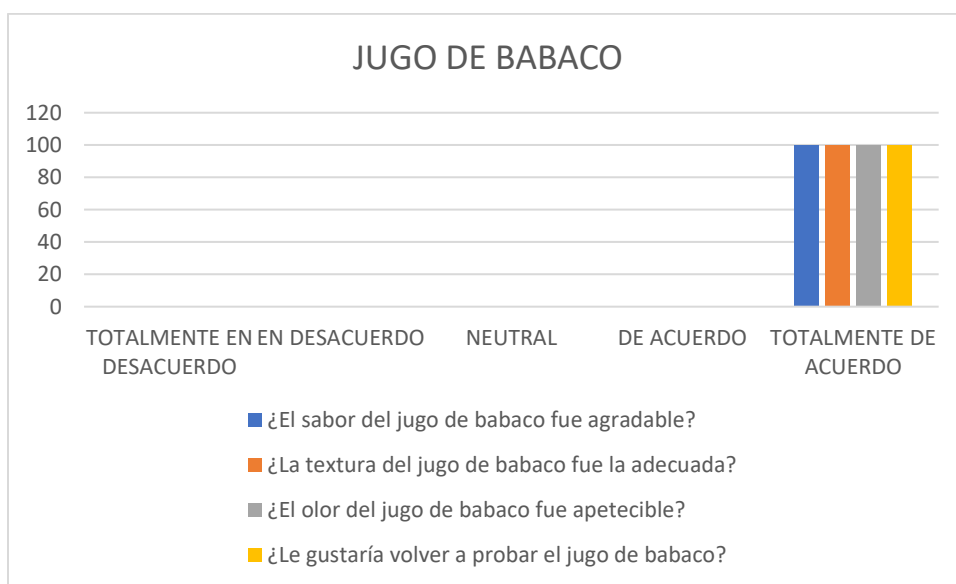 JUGO DE BABACO
120
100
80
60
40
20
0
TOTALMENTE EN DESACUERDO
EN DESACUERDO
NEUTRAL
DE ACUERDO
TOTALMENTE DE ACUERDO
¿El sabor del jugo de babaco fue agradable?
¿La textura del jugo de babaco fue la adecuada?
¿El olor del jugo de babaco fue apetecible?
¿Le gustaría volver a probar el jugo de babaco?